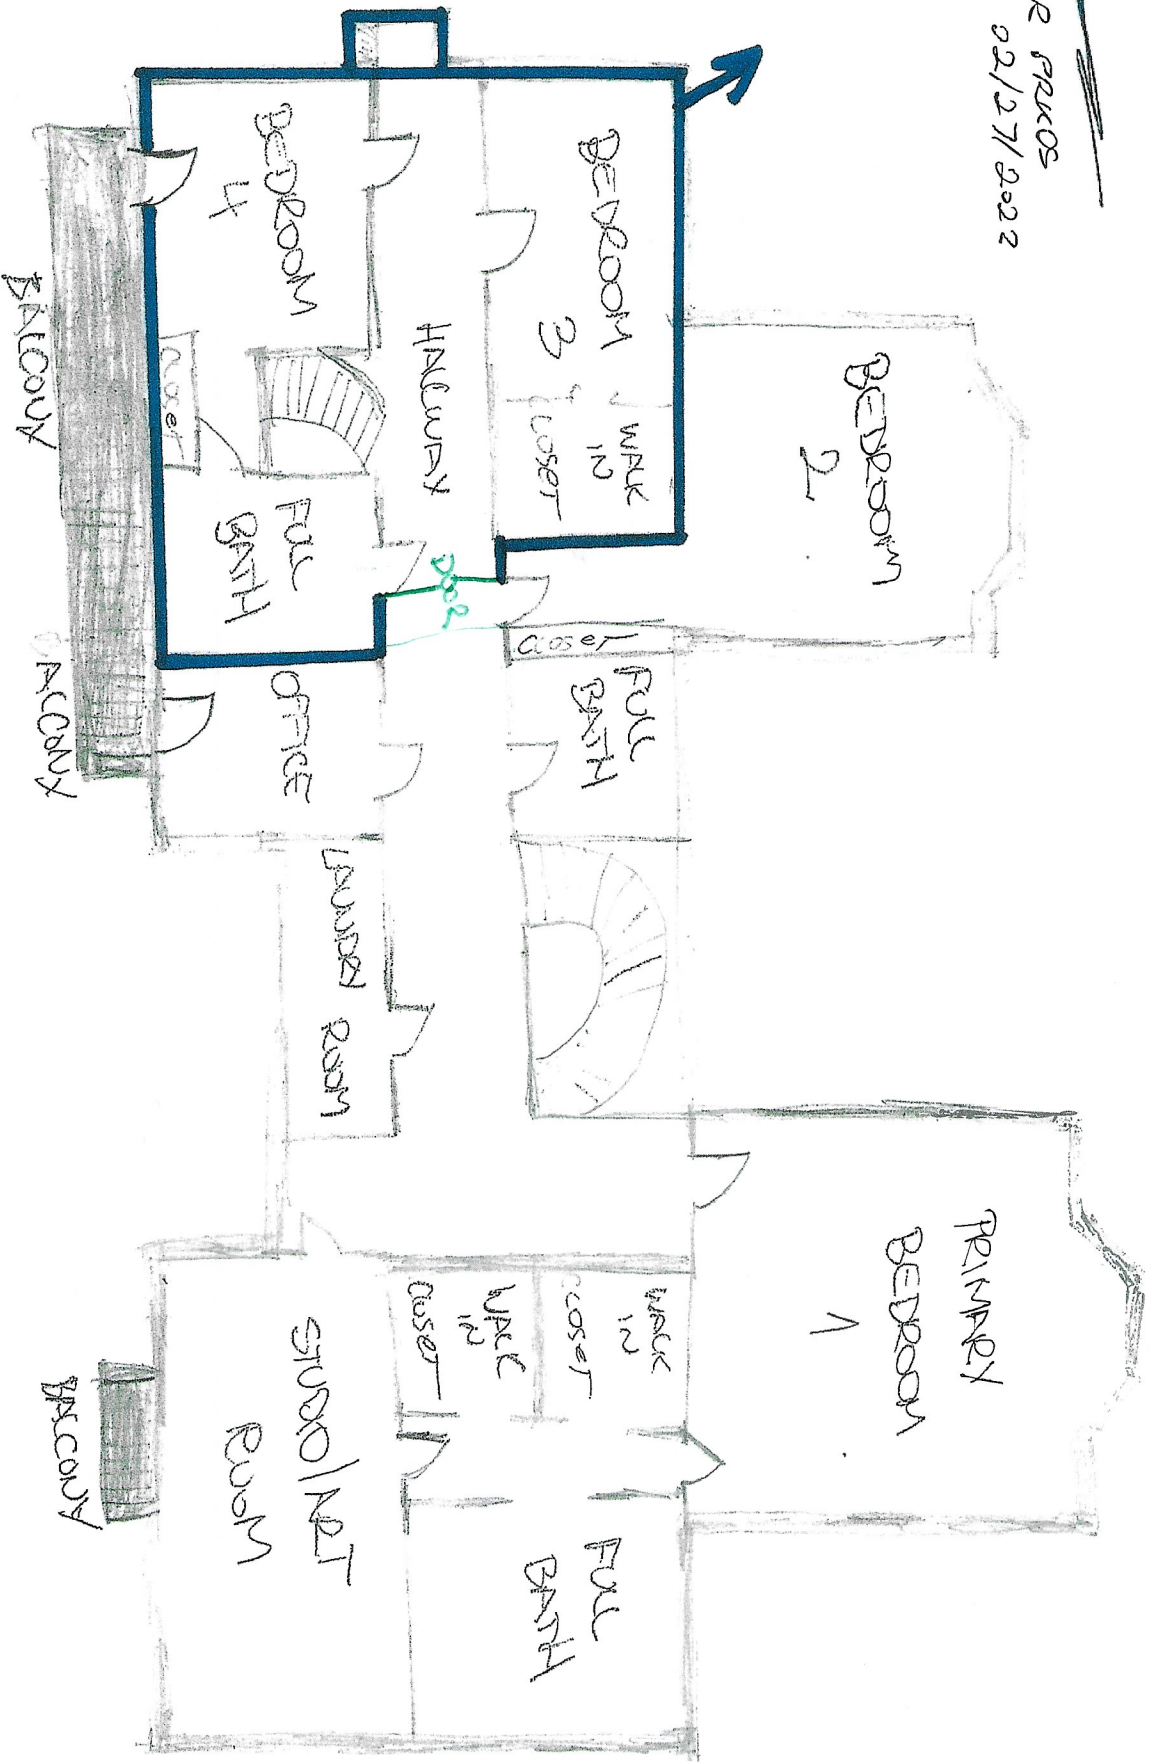 02/27/2022
BEDROOM
2
PRIMARY
BEDROOM
1
BEDROOM
3
WALK
IN
CLOSET
CLOSET
FULL
BATH
WALK
IN
CLOSET
WALK
IN
CLOSET
FULL
BATH
HALLWAY
DOOR
BEDROOM
4
CLOSET
FULL
BATH
OFFICE
LAUNDRY ROOM
STUDIO/ART
ROOM
BALCONY
BALCONY
BALCONY